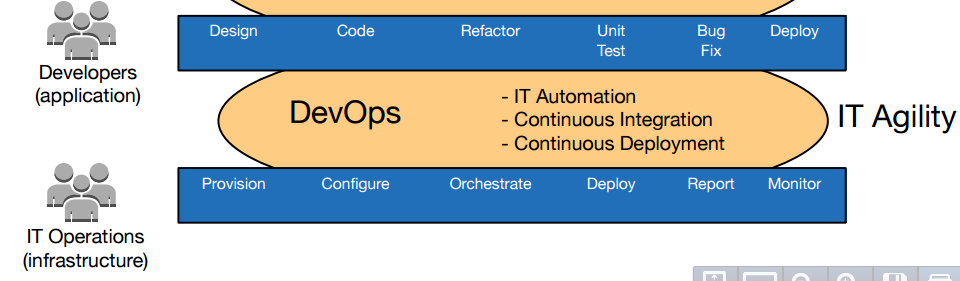 Design Code Refactor Unit Test Bug Fix Deploy
Developers
(application)
DevOps
- IT Automation
- Continuous Integration
- Continuous Deployment
IT Agility
Provision Configure Orchestrate Deploy Report Monitor
IT Operations
(infrastructure)